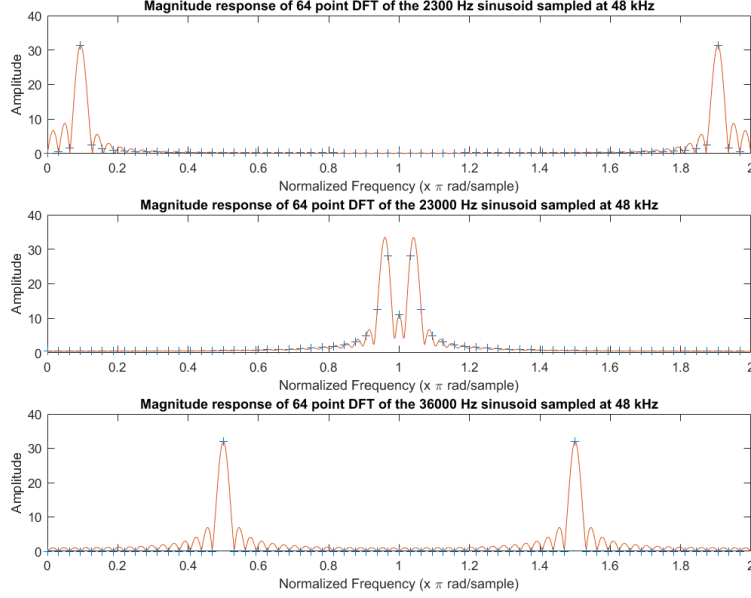 Magnitude response of 64 point DFT of the 2300 Hz sinusoid sampled at 48 kHz
40
30
20
10
0
Amplitude
0 0.2 0.4 0.6 0.8 1 1.2 1.4 1.6 1.8 2
Normalized Frequency (x π rad/sample)
Magnitude response of 64 point DFT of the 23000 Hz sinusoid sampled at 48 kHz
40
30
20
10
0
Amplitude
0 0.2 0.4 0.6 0.8 1 1.2 1.4 1.6 1.8 2
Normalized Frequency (x π rad/sample)
Magnitude response of 64 point DFT of the 36000 Hz sinusoid sampled at 48 kHz
40
30
20
10
0
Amplitude
0 0.2 0.4 0.6 0.8 1 1.2 1.4 1.6 1.8 2
Normalized Frequency (x π rad/sample)